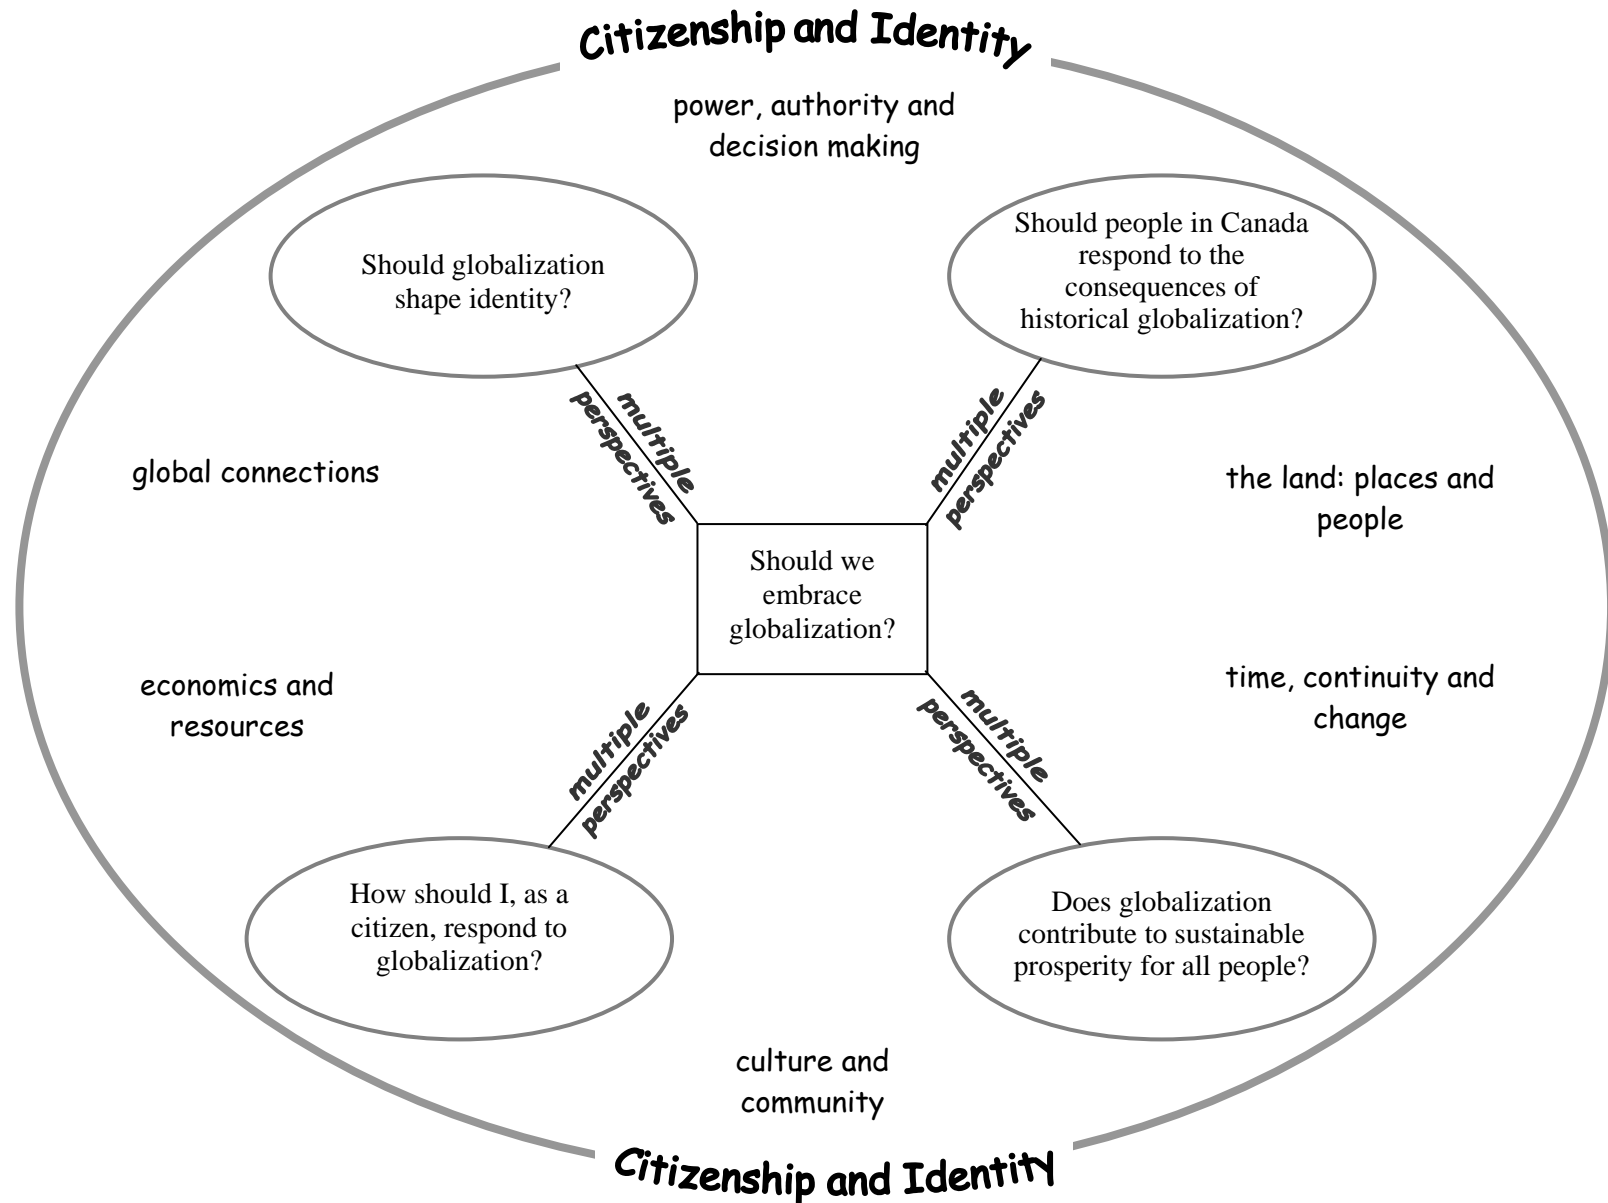 Citizenship and Identity
power, authority and
decision making
Should globalization
shape identity?
Should people in Canada
respond to the
consequences of
historical globalization?
multiple
perspectives
multiple
perspectives
global connections
the land: places and
people
Should we
embrace
globalization?
economics and
resources
time, continuity and
change
multiple
perspectives
multiple
perspectives
How should I, as a
citizen, respond to
globalization?
Does globalization
contribute to sustainable
prosperity for all people?
culture and
community
Citizenship and Identity